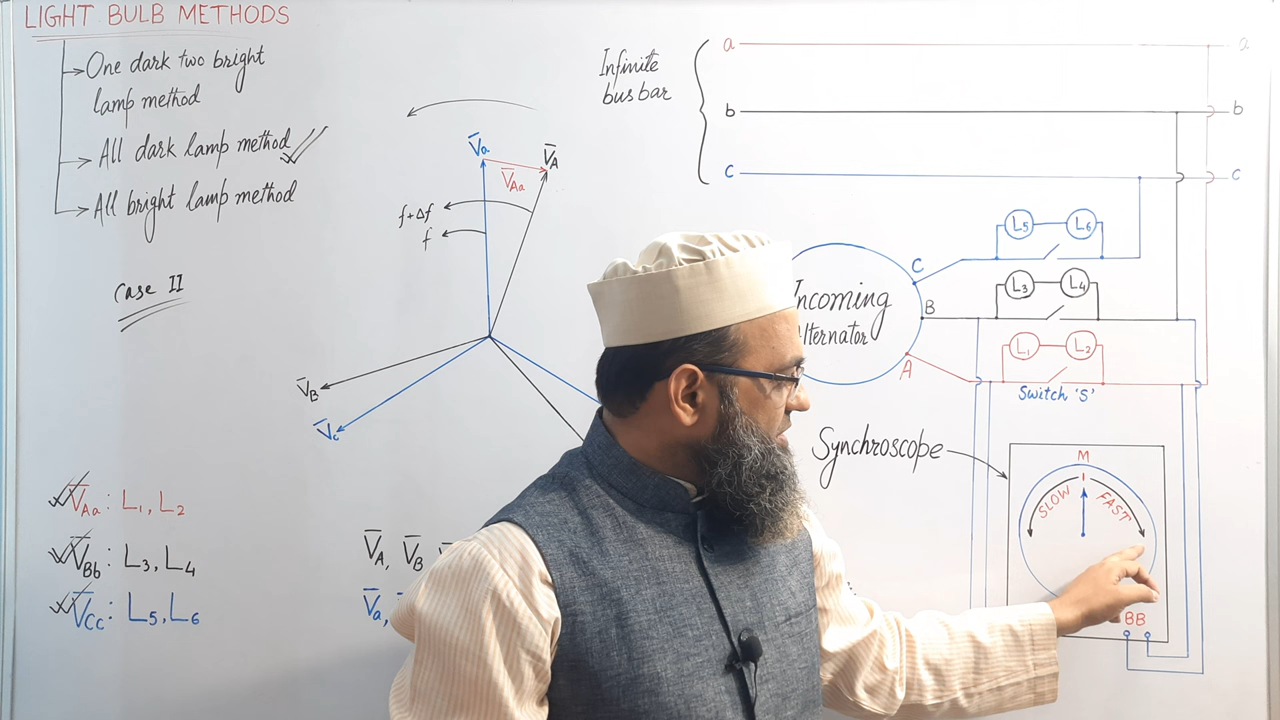 LIGHT BULB METHODS
One dark two bright
lamp method
All dark lamp method
All bright lamp method
Case II
V̅a
V̅A
V̅Aa
f+Δf
f
V̅B
V̅c
V̅Aa: L1, L2
V̅Bb: L3, L4
V̅Cc: L5, L6
V̅A, V̅B
V̅a,
Infinite
bus bar
a
a
b
b
c
c
Incoming
Alternator
C
B
A
L5 L6
L3 L4
L1 L2
Switch 'S'
Synchroscope
M
SLOW FAST
BB